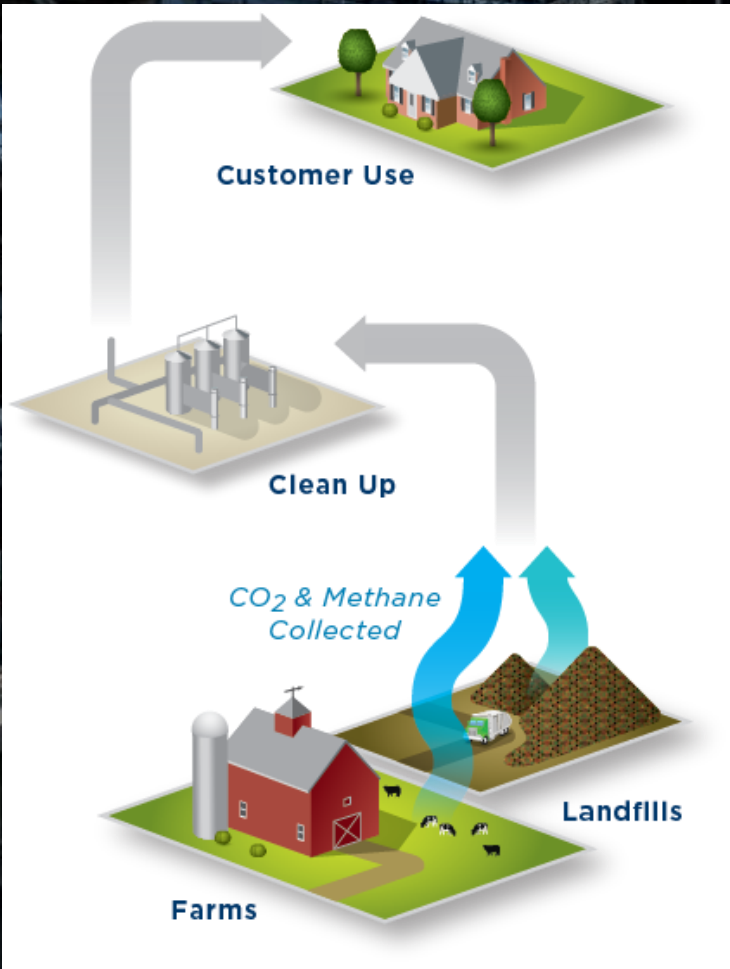 Customer Use
Clean Up
CO₂ & Methane
Collected
Landfills
Farms